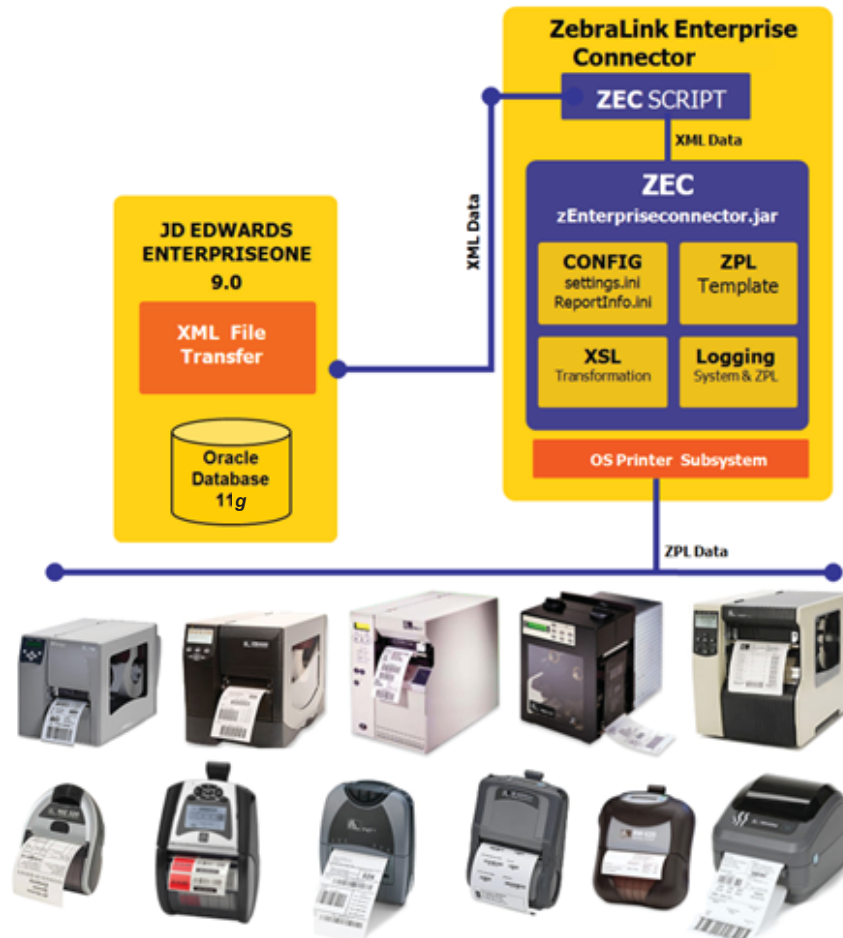 ZebraLink Enterprise
Connector
ZEC SCRIPT
XML Data
ZEC
zEnterpriseconnector.jar
CONFIG
settings.ini
ReportInfo.ini
ZPL
Template
XSL
Transformation
Logging
System & ZPL
OS Printer Subsystem
XML Data
JD EDWARDS
ENTERPRISEONE
9.0
XML File
Transfer
Oracle
Database
11g
ZPL Data